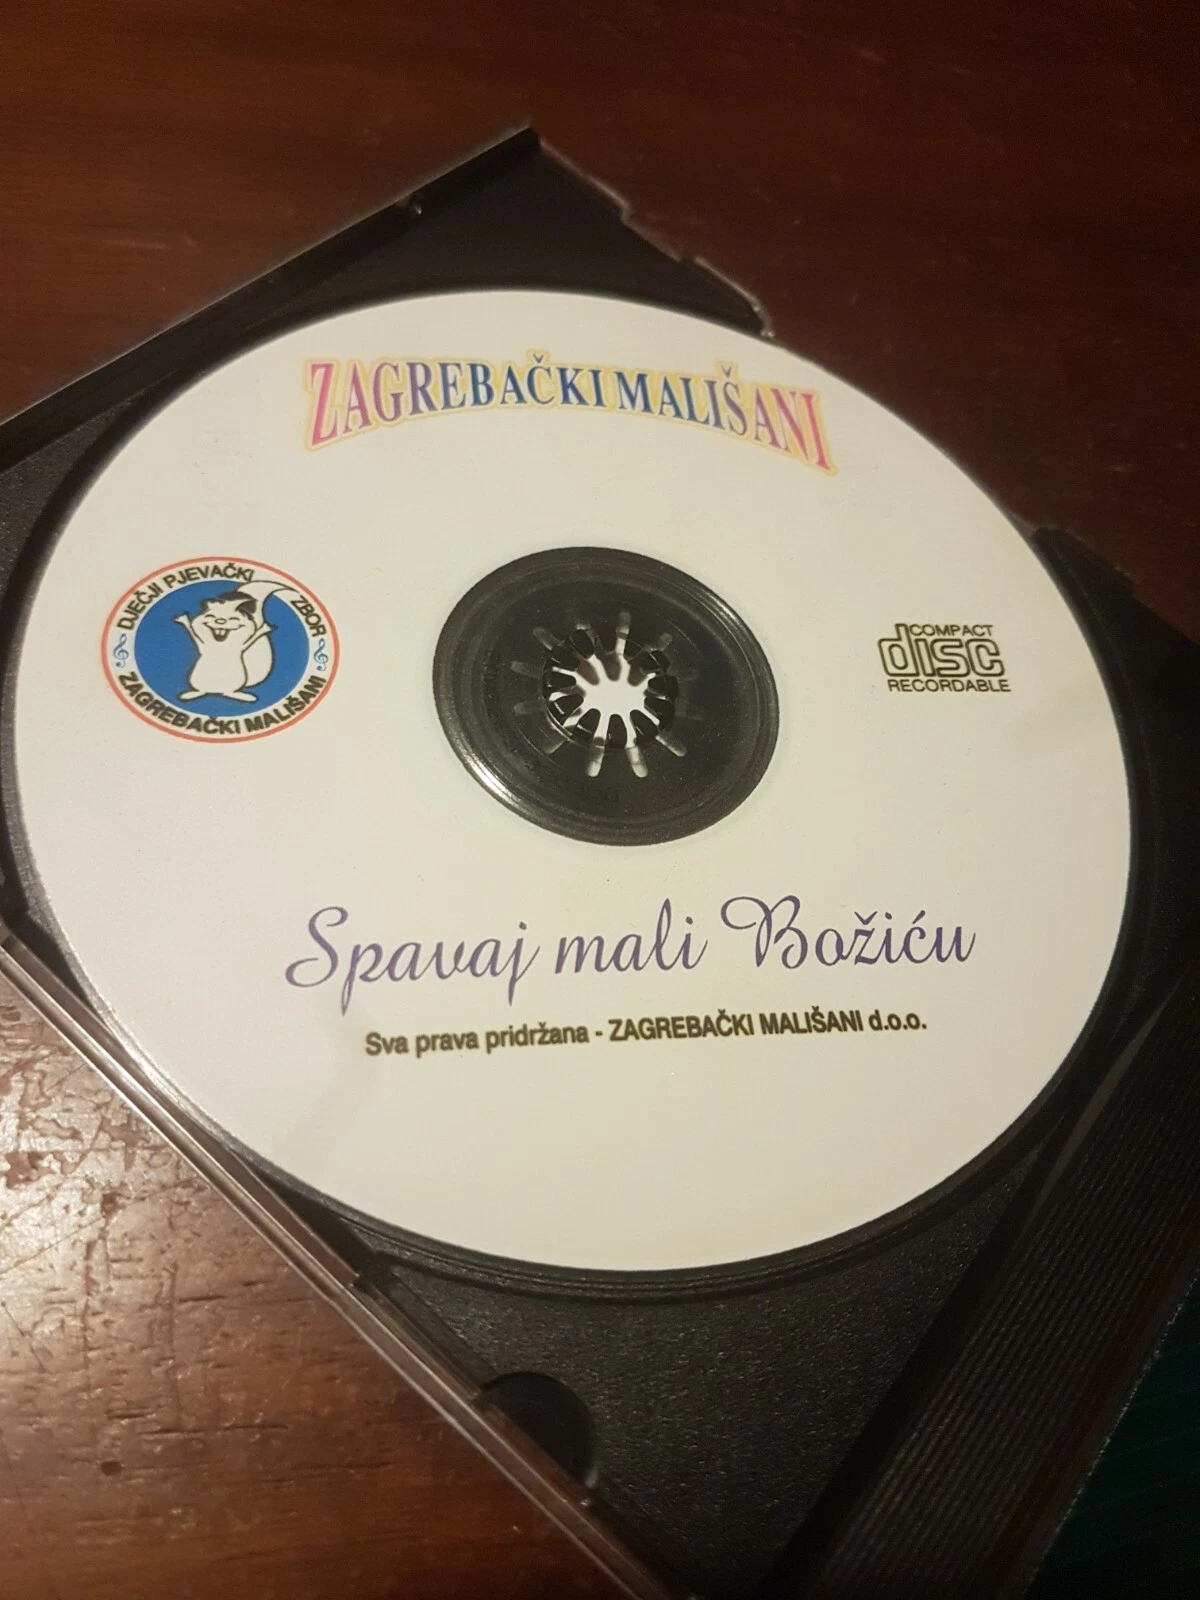 ZAGREBAČKI MALIŠANI
DJEČJI PJEVAČKI ZBOR
ZAGREBAČKI MALIŠANI
COMPACT
disc
RECORDABLE
Spavaj mali Božiću
Sva prava pridržana - ZAGREBAČKI MALIŠANI d.o.o.